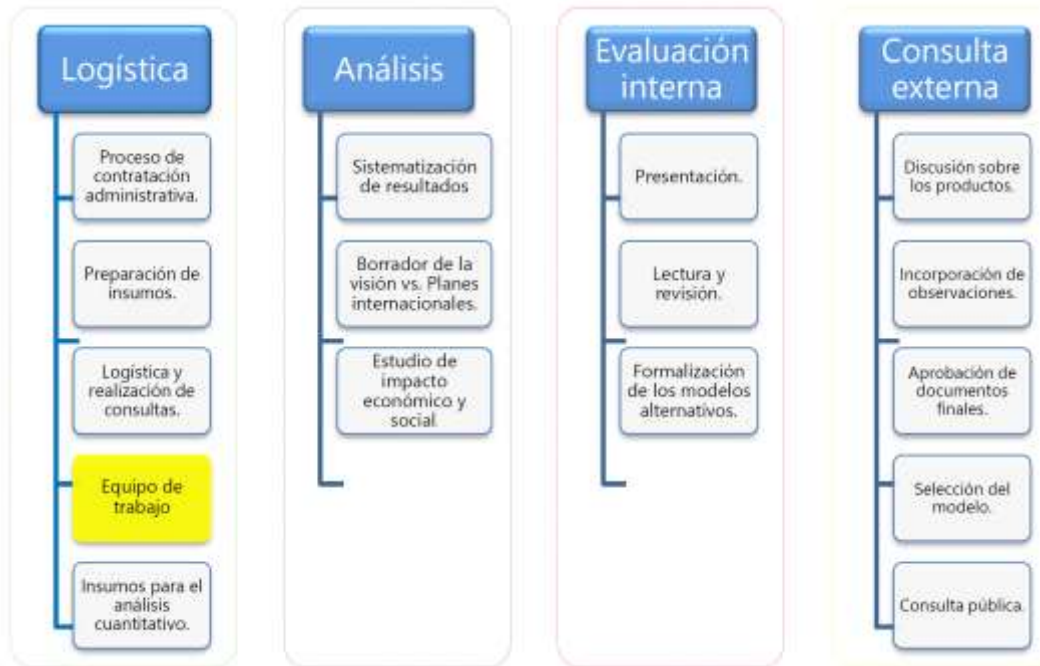 Logística
Proceso de
contratación
administrativa.
Preparación de
insumos.
Logística y
realización de
consultas.
Equipo de
trabajo
Insumos para el
análisis
cuantitativo.
Análisis
Sistematización
de resultados
Borrador de la
visión vs. Planes
internacionales.
Estudio de
impacto
económico y
social
Evaluación
interna
Presentación.
Lectura y
revisión.
Formalización
de los modelos
alternativos.
Consulta
externa
Discusión sobre
los productos.
Incorporación de
observaciones.
Aprobación de
documentos
finales.
Selección del
modelo.
Consulta pública.